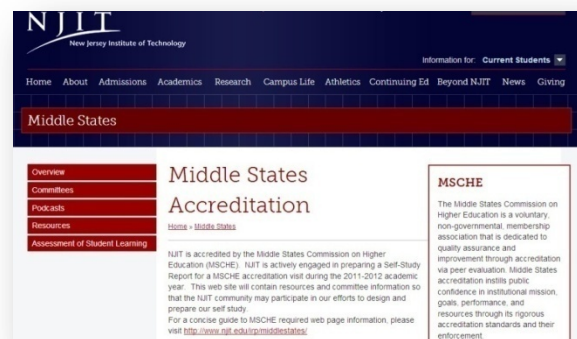 NJIT
New Jersey Institute of Technology
Information for: Current Students
Home About Admissions Academics Research Campus Life Athletics Continuing Ed Beyond NJIT News Giving
Middle States
Overview
Committees
Podcasts
Resources
Assessment of Student Learning
Middle States
Accreditation
Home » Middle States
NJIT is accredited by the Middle States Commission on Higher
Education (MSCHE). NJIT is actively engaged in preparing a Self-Study
Report for a MSCHE accreditation visit during the 2011-2012 academic
year. This web site will contain resources and committee information so
that the NJIT community may participate in our efforts to design and
prepare our self study.
For a concise guide to MSCHE required web page information, please
visit http://www.njit.edu/irp/middlestates/
MSCHE
The Middle States Commission on
Higher Education is a voluntary,
non-governmental, membership
association that is dedicated to
quality assurance and
improvement through accreditation
via peer evaluation. Middle States
accreditation instills public
confidence in institutional mission,
goals, performance, and
resources through its rigorous
accreditation standards and their
enforcement.